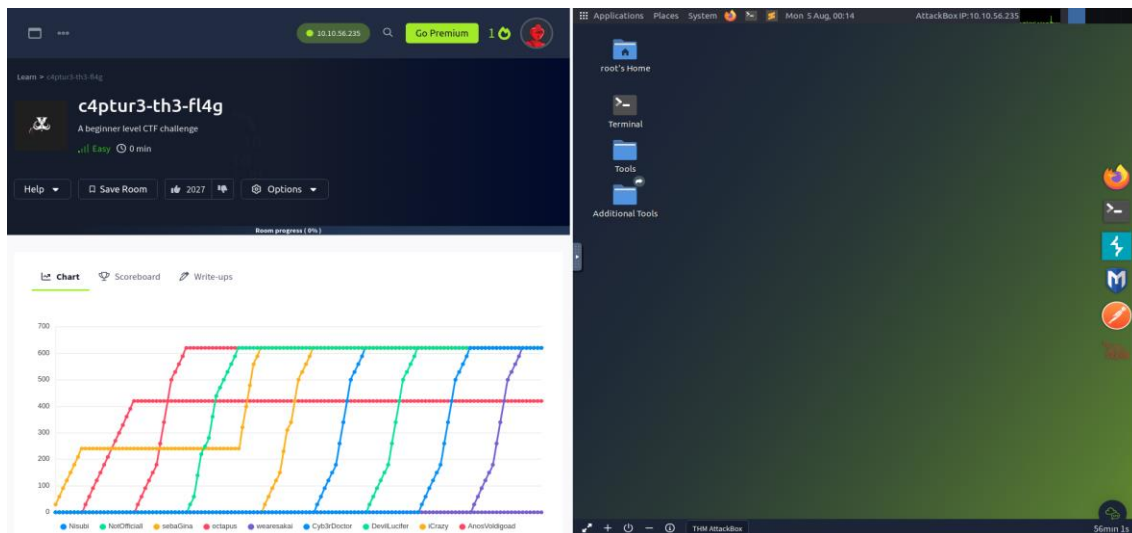 10.10.56.235
Go Premium
1
Learn > c4ptur3-th3-fl4g
c4ptur3-th3-fl4g
A beginner level CTF challenge
Easy 0 min
Help
Save Room
2027
Options
Room progress ( 0% )
Chart
Scoreboard
Write-ups
700
600
500
400
300
200
100
0
Nisute NotOfficiall sebaGina ectapus wearesakai Cyb3rDoctor DevilLucifer iCrazy AnosVoldigoad
Applications Places System Mon 5 Aug, 00:14 AttackBox IP:10.10.56.235
root's Home
Terminal
Tools
Additional Tools
THM AttackBox
56min 1s